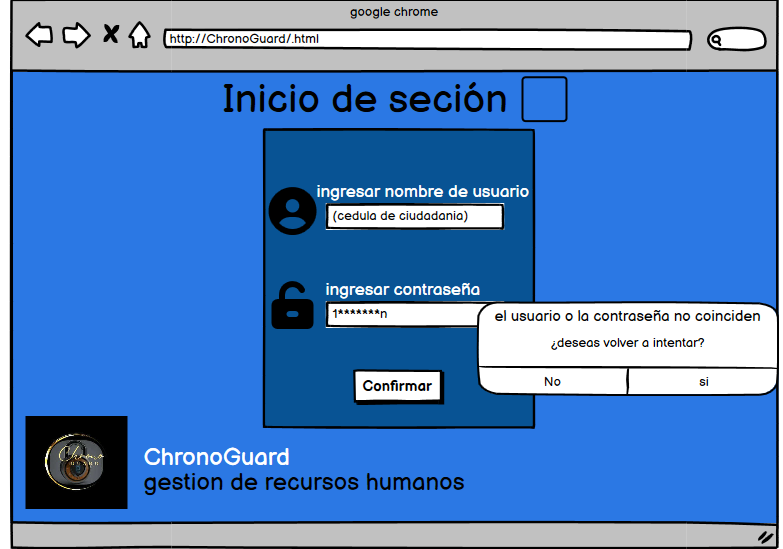 google chrome
http://ChronoGuard/.html
Inicio de seción
ingresar nombre de usuario
(cedula de ciudadania)
ingresar contraseña
1*******n
el usuario o la contraseña no coinciden
¿deseas volver a intentar?
No
si
Confirmar
Chrono
ChronoGuard
gestion de recursos humanos